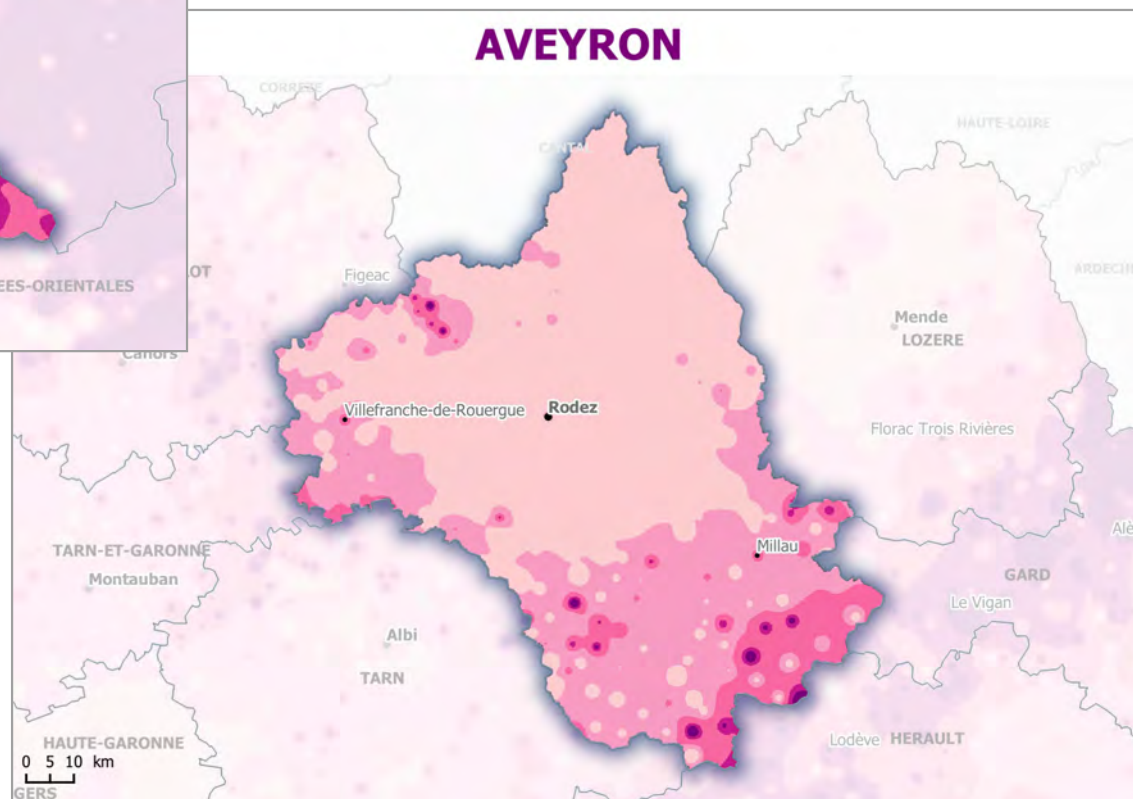 AVEYRON
CORREZE
HAUTE-LOIRE
CANTAL
ARDECHE
Figeac
LOT
EES-ORIENTALES
Mende
LOZERE
Cahors
Villefranche-de-Rouergue
Rodez
Florac Trois Rivières
Alè
TARN-ET-GARONNE
Millau
Montauban
GARD
Le Vigan
Albi
TARN
HAUTE-GARONNE
Lodève HERAULT
0 5 10 km
GERS